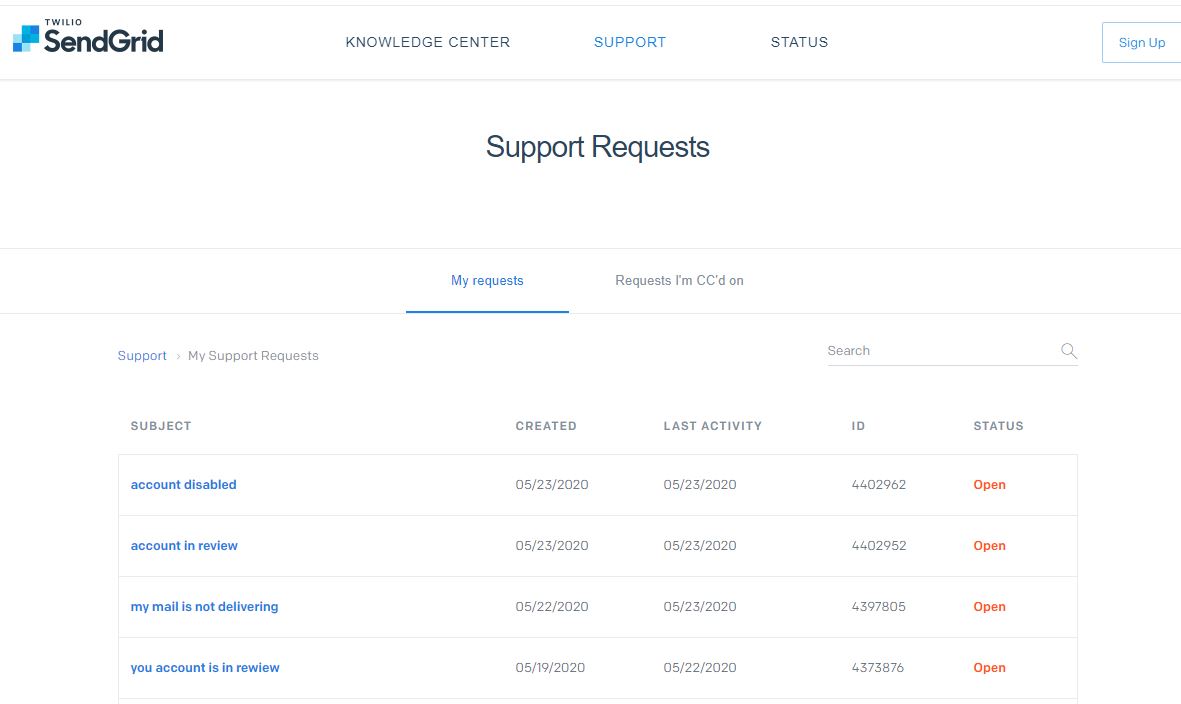 TWILIO
SendGrid
KNOWLEDGE CENTER SUPPORT STATUS Sign Up
Support Requests
My requests Requests I'm CC'd on
Support › My Support Requests Search
SUBJECT CREATED LAST ACTIVITY ID STATUS
account disabled 05/23/2020 05/23/2020 4402962 Open
account in review 05/23/2020 05/23/2020 4402952 Open
my mail is not delivering 05/22/2020 05/23/2020 4397805 Open
you account is in rewiew 05/19/2020 05/22/2020 4373876 Open